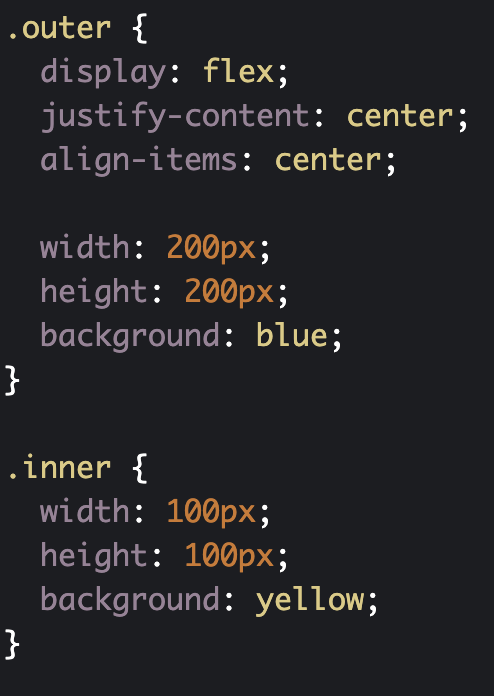 .outer {
  display: flex;
  justify-content: center;
  align-items: center;

  width: 200px;
  height: 200px;
  background: blue;
}

.inner {
  width: 100px;
  height: 100px;
  background: yellow;
}